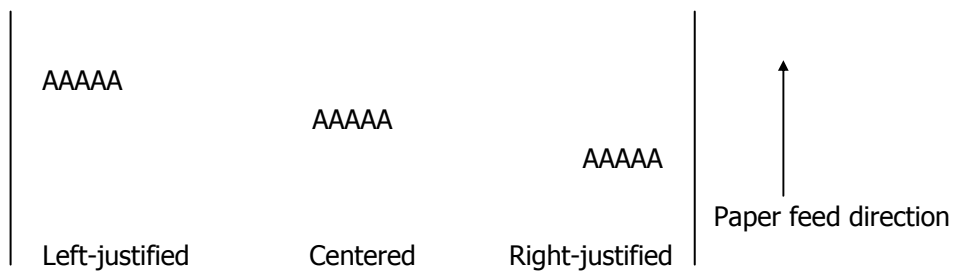 AAAAA
AAAAA
AAAAA
Paper feed direction
Left-justified Centered Right-justified